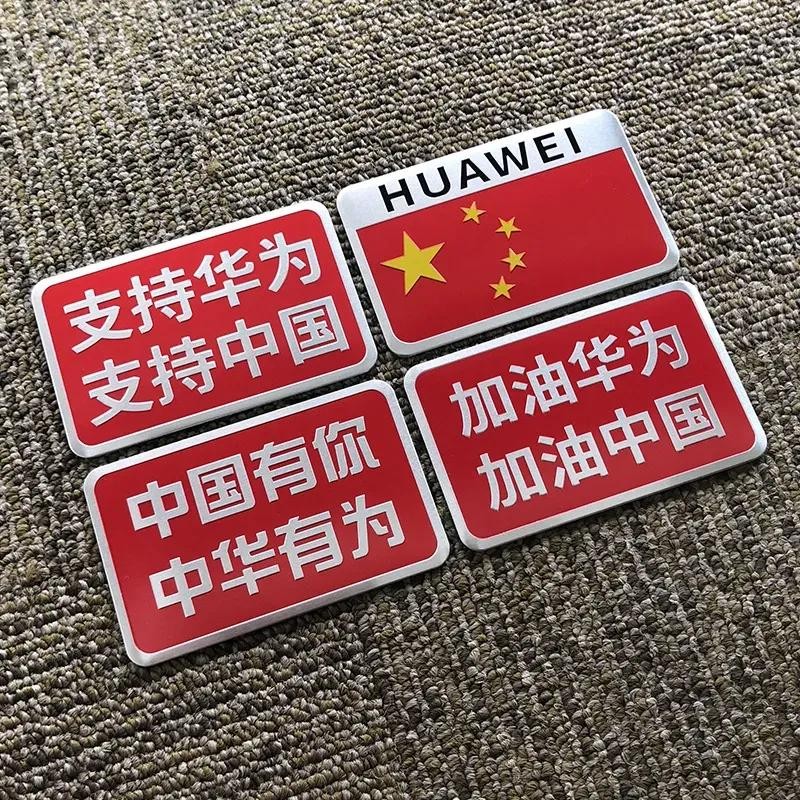 HUAWEI
支持华为
支持中国
加油华为
加油中国
中国有你
中华有为